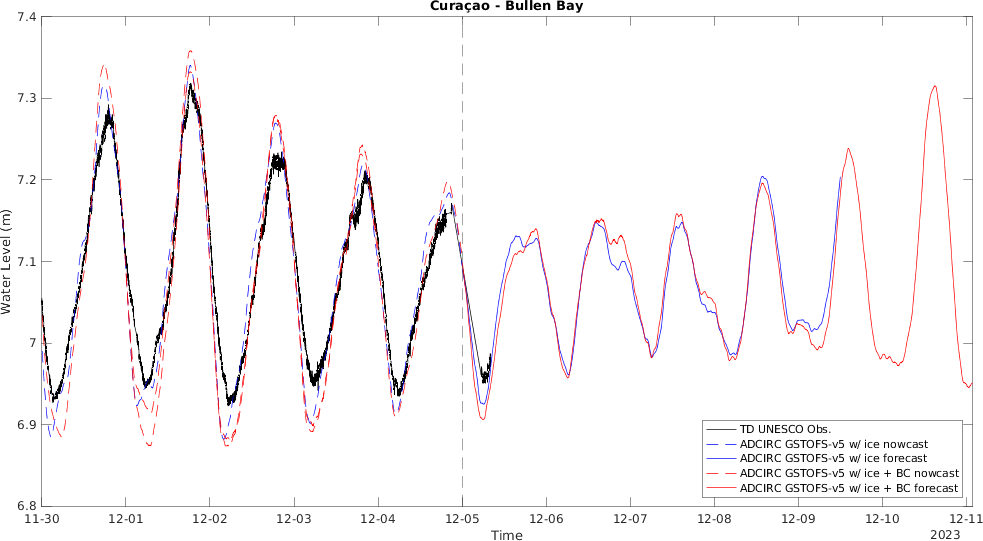 Curaçao - Bullen Bay
Water Level (m)
7.4
7.3
7.2
7.1
7
6.9
6.8
11-30
12-01
12-02
12-03
12-04
12-05
12-06
12-07
12-08
12-09
12-10
12-11
Time
2023
TD UNESCO Obs.
ADCIRC GSTOFS-v5 w/ ice nowcast
ADCIRC GSTOFS-v5 w/ ice forecast
ADCIRC GSTOFS-v5 w/ ice + BC nowcast
ADCIRC GSTOFS-v5 w/ ice + BC forecast